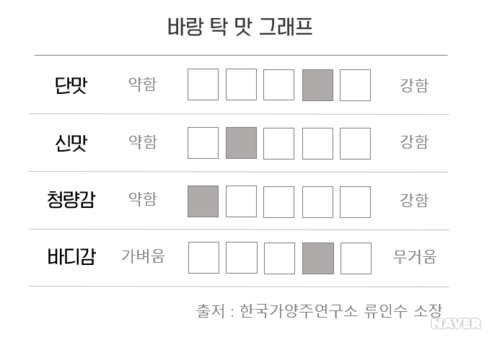 바랑 탁 맛 그래프
단맛 약함 강함
신맛 약함 강함
청량감 약함 강함
바디감 가벼움 무거움
출저 : 한국가양주연구소 류인수 소장
NAVER